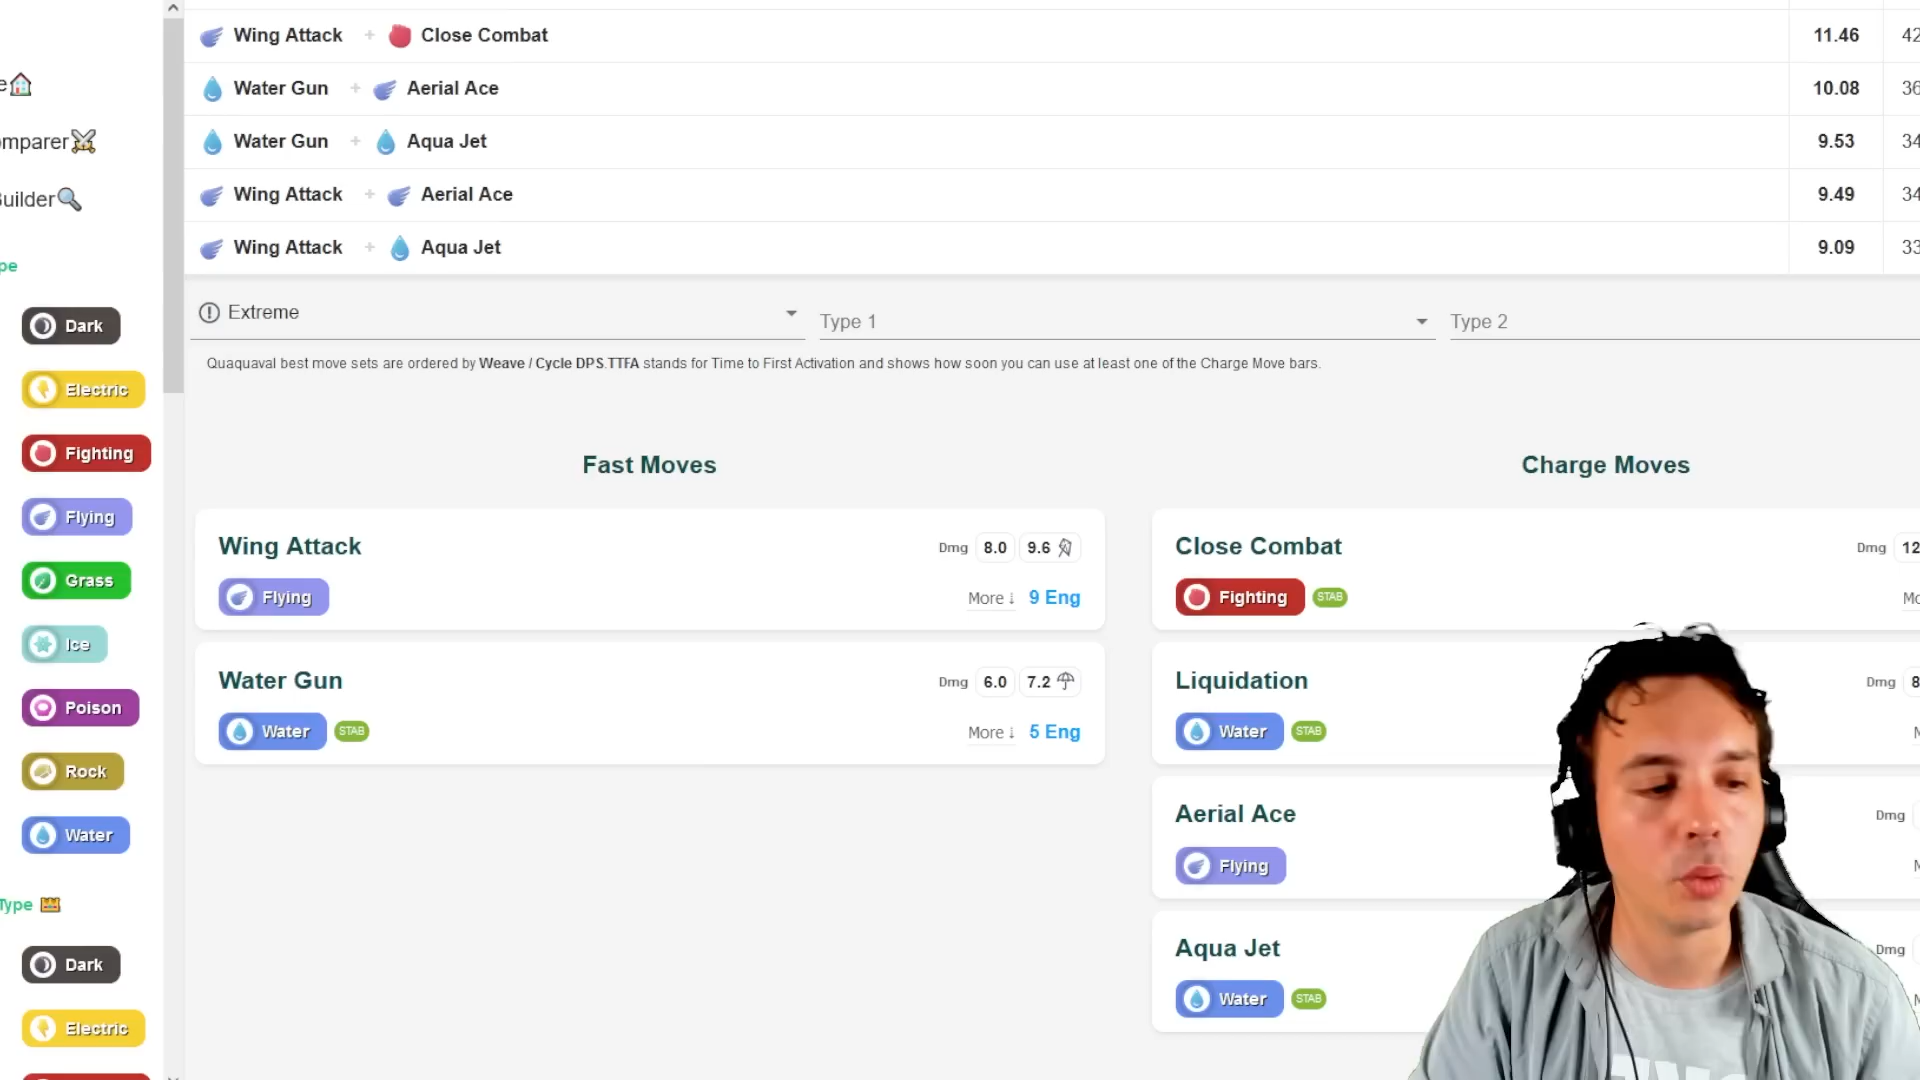 Wing Attack + Close Combat 11.46 42
Water Gun + Aerial Ace 10.08 36
Water Gun + Aqua Jet 9.53 34
Wing Attack + Aerial Ace 9.49 34
Wing Attack + Aqua Jet 9.09 33
e
omparer
Builder
pe
Dark
Electric
Fighting
Flying
Grass
Ice
Poison
Rock
Water
Type
Dark
Electric
Extreme
Type 1
Type 2
Quaquaval best move sets are ordered by Weave / Cycle DPS.TTFA stands for Time to First Activation and shows how soon you can use at least one of the Charge Move bars.
Fast Moves
Wing Attack Dmg 8.0 9.6
Flying More ↓ 9 Eng
Water Gun Dmg 6.0 7.2
Water STAB More ↓ 5 Eng
Charge Moves
Close Combat Dmg 12
Fighting STAB Mo
Liquidation Dmg 8
Water STAB M
Aerial Ace Dmg
Flying M
Aqua Jet Dmg
Water STAB